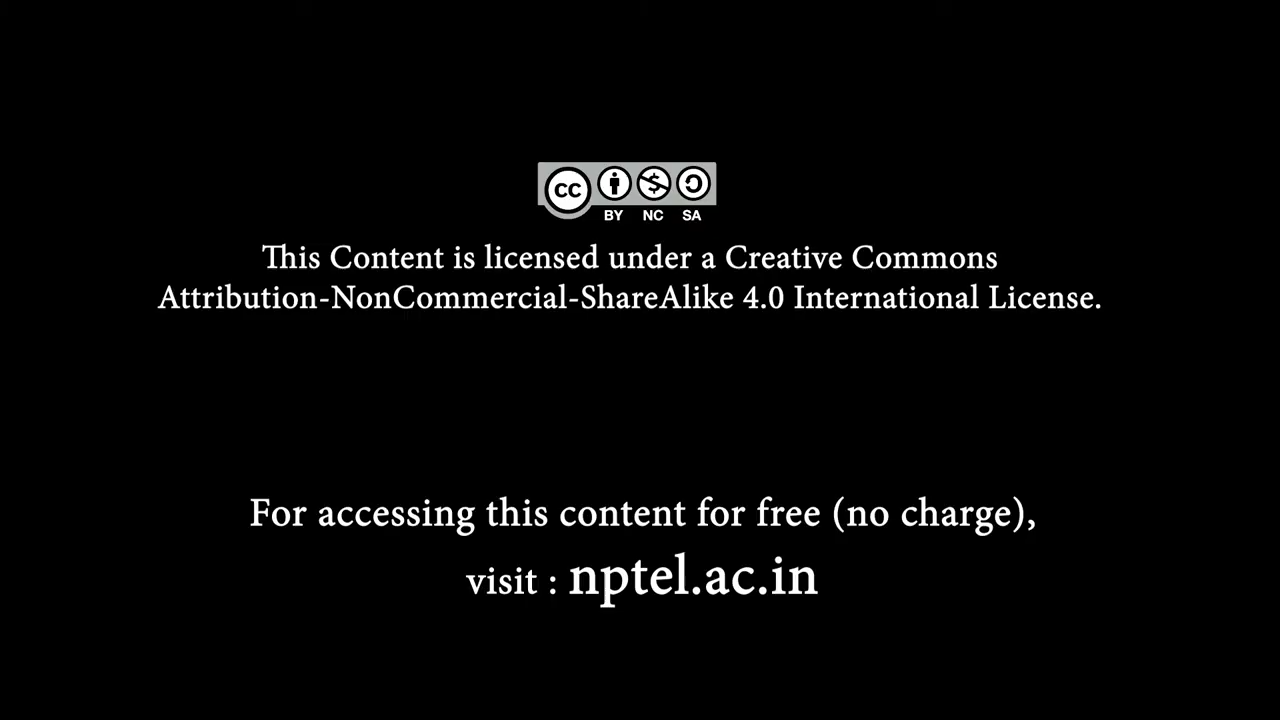 cc
BY NC SA
This Content is licensed under a Creative Commons
Attribution-NonCommercial-ShareAlike 4.0 International License.
For accessing this content for free (no charge),
visit : nptel.ac.in